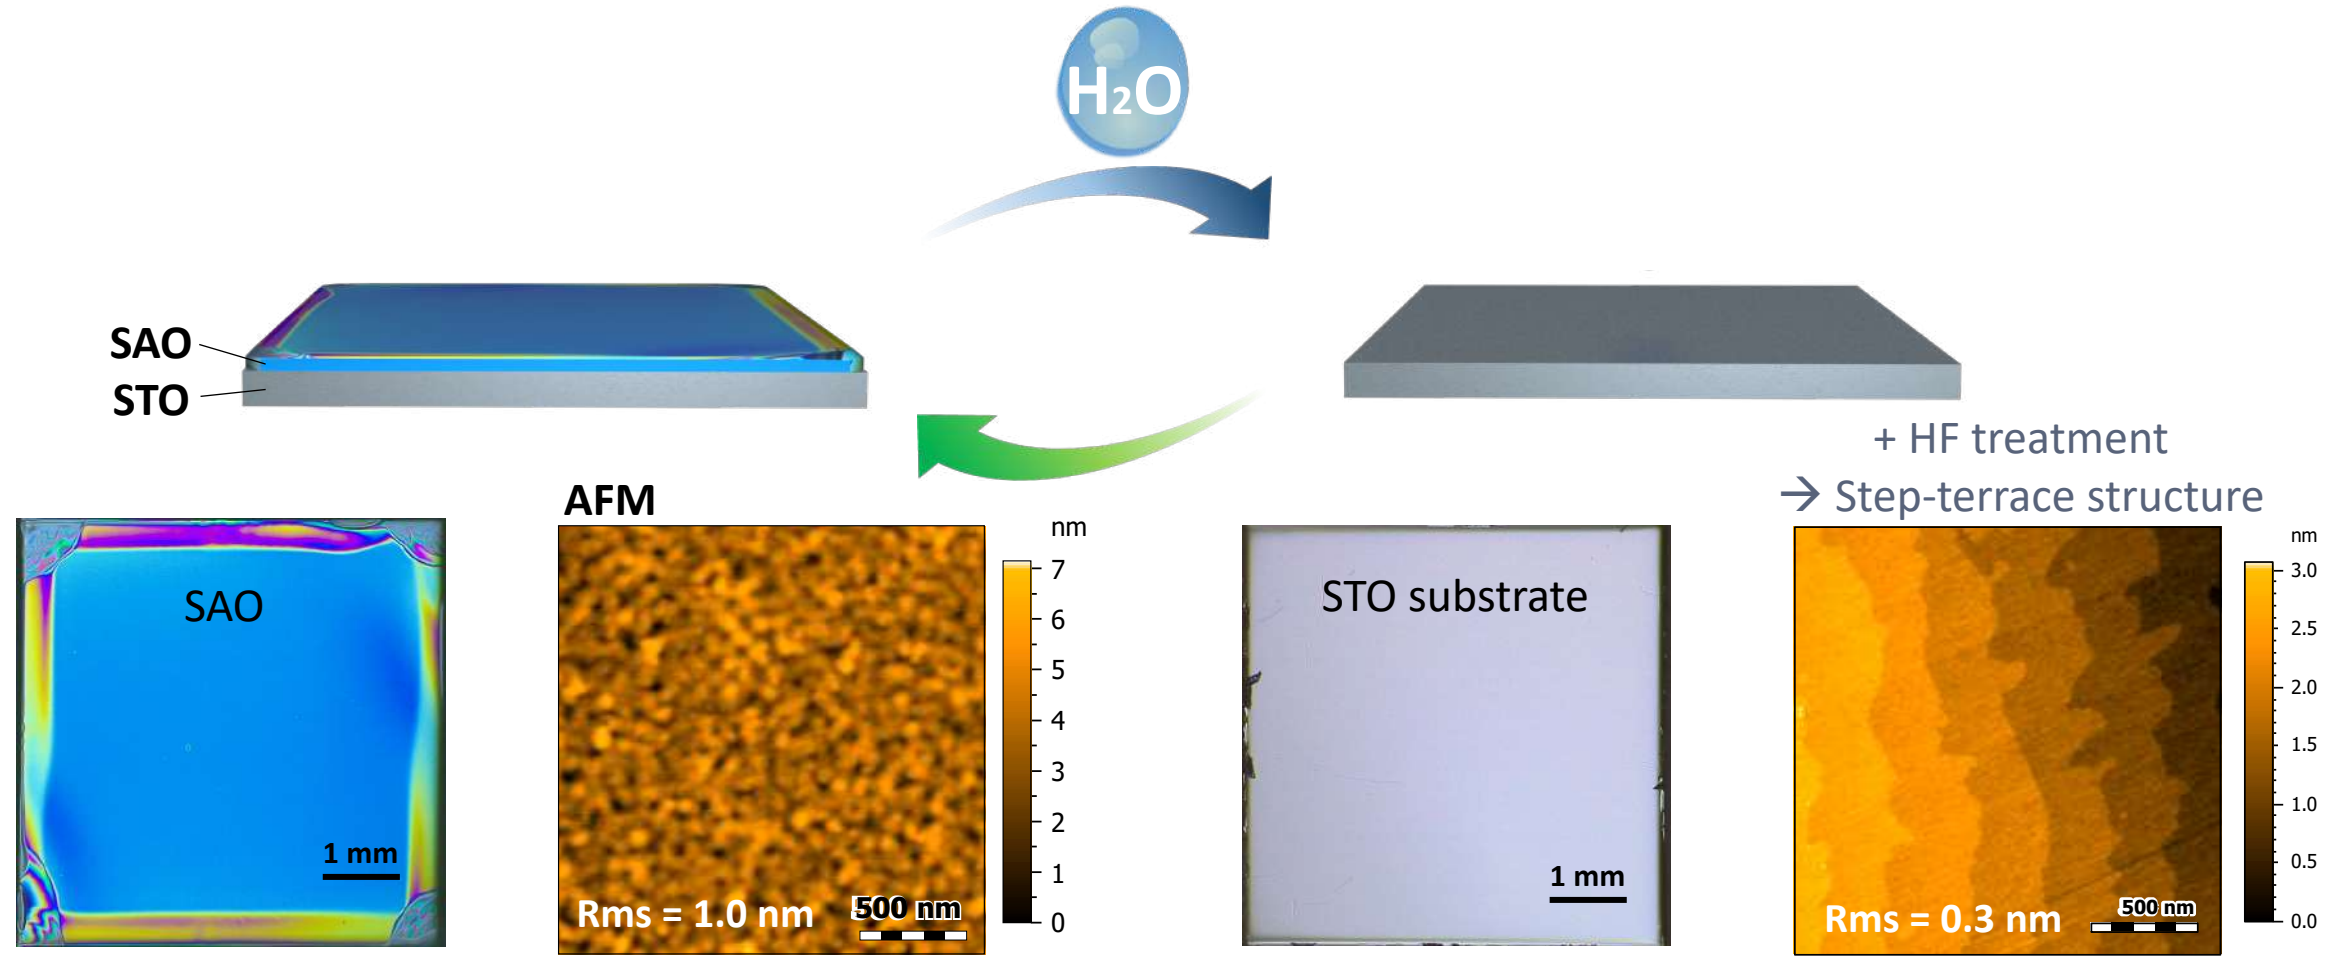 H₂O
SAO
STO
+ HF treatment
→ Step-terrace structure
AFM
SAO
1 mm
Rms = 1.0 nm
500 nm
nm
7
6
5
4
3
2
1
0
STO substrate
1 mm
Rms = 0.3 nm
500 nm
nm
3.0
2.5
2.0
1.5
1.0
0.5
0.0